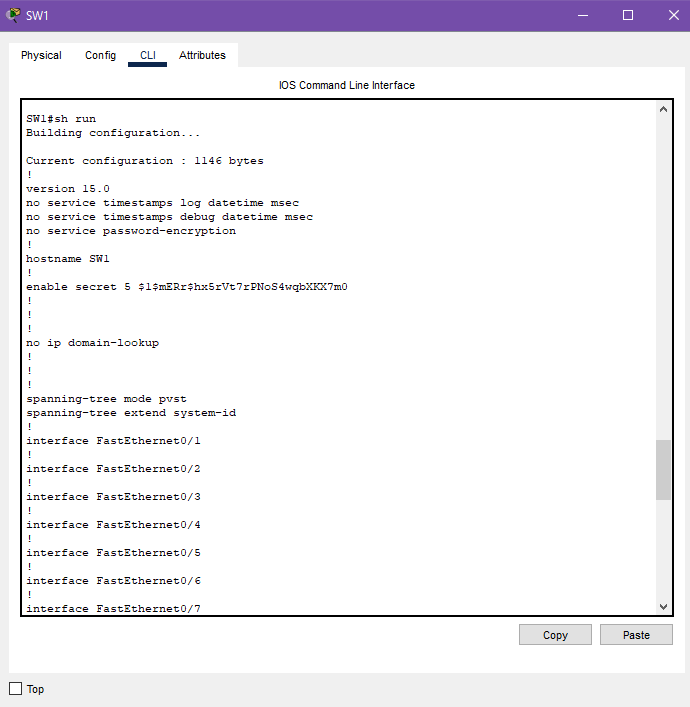 SW1
Physical Config CLI Attributes
IOS Command Line Interface
SW1#sh run
Building configuration...
Current configuration : 1146 bytes
!
version 15.0
no service timestamps log datetime msec
no service timestamps debug datetime msec
no service password-encryption
!
hostname SW1
!
enable secret 5 $1$mERr$hx5rVt7rPNoS4wqbXKX7m0
!
!
!
no ip domain-lookup
!
!
!
spanning-tree mode pvst
spanning-tree extend system-id
!
interface FastEthernet0/1
!
interface FastEthernet0/2
!
interface FastEthernet0/3
!
interface FastEthernet0/4
!
interface FastEthernet0/5
!
interface FastEthernet0/6
!
interface FastEthernet0/7
Copy Paste
Top